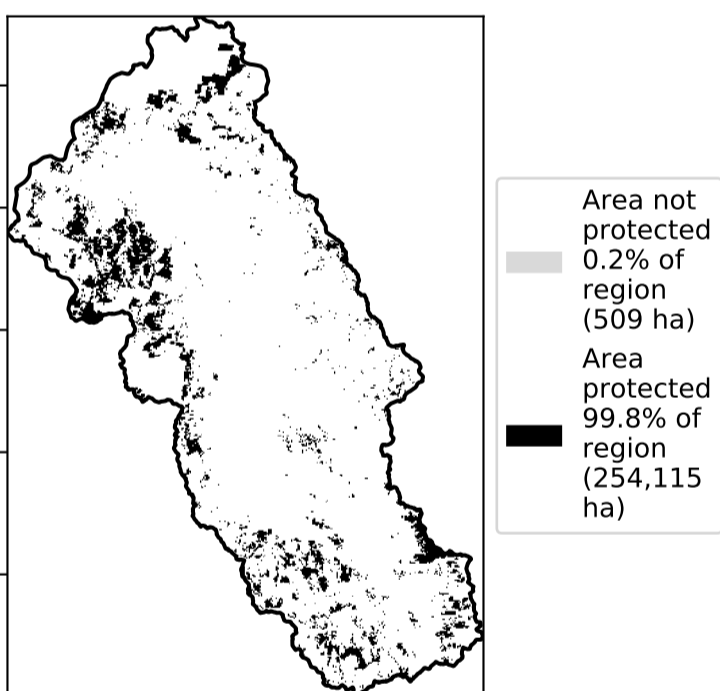 Area not
protected
0.2% of
region
(509 ha)
Area
protected
99.8% of
region
(254,115
ha)